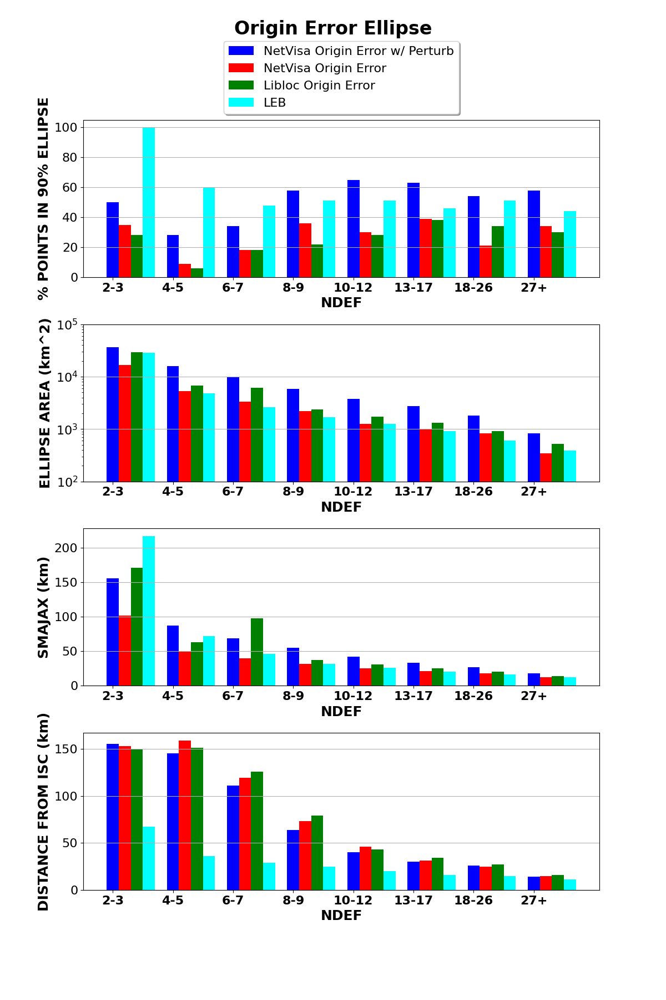 Origin Error Ellipse
NetVisa Origin Error w/ Perturb
NetVisa Origin Error
Libloc Origin Error
LEB
% POINTS IN 90% ELLIPSE
100
80
60
40
20
0
2-3 4-5 6-7 8-9 10-12 13-17 18-26 27+
NDEF
ELLIPSE AREA (km^2)
10^5
10^4
10^3
10^2
2-3 4-5 6-7 8-9 10-12 13-17 18-26 27+
NDEF
SMAJAX (km)
200
150
100
50
0
2-3 4-5 6-7 8-9 10-12 13-17 18-26 27+
NDEF
DISTANCE FROM ISC (km)
150
100
50
0
2-3 4-5 6-7 8-9 10-12 13-17 18-26 27+
NDEF